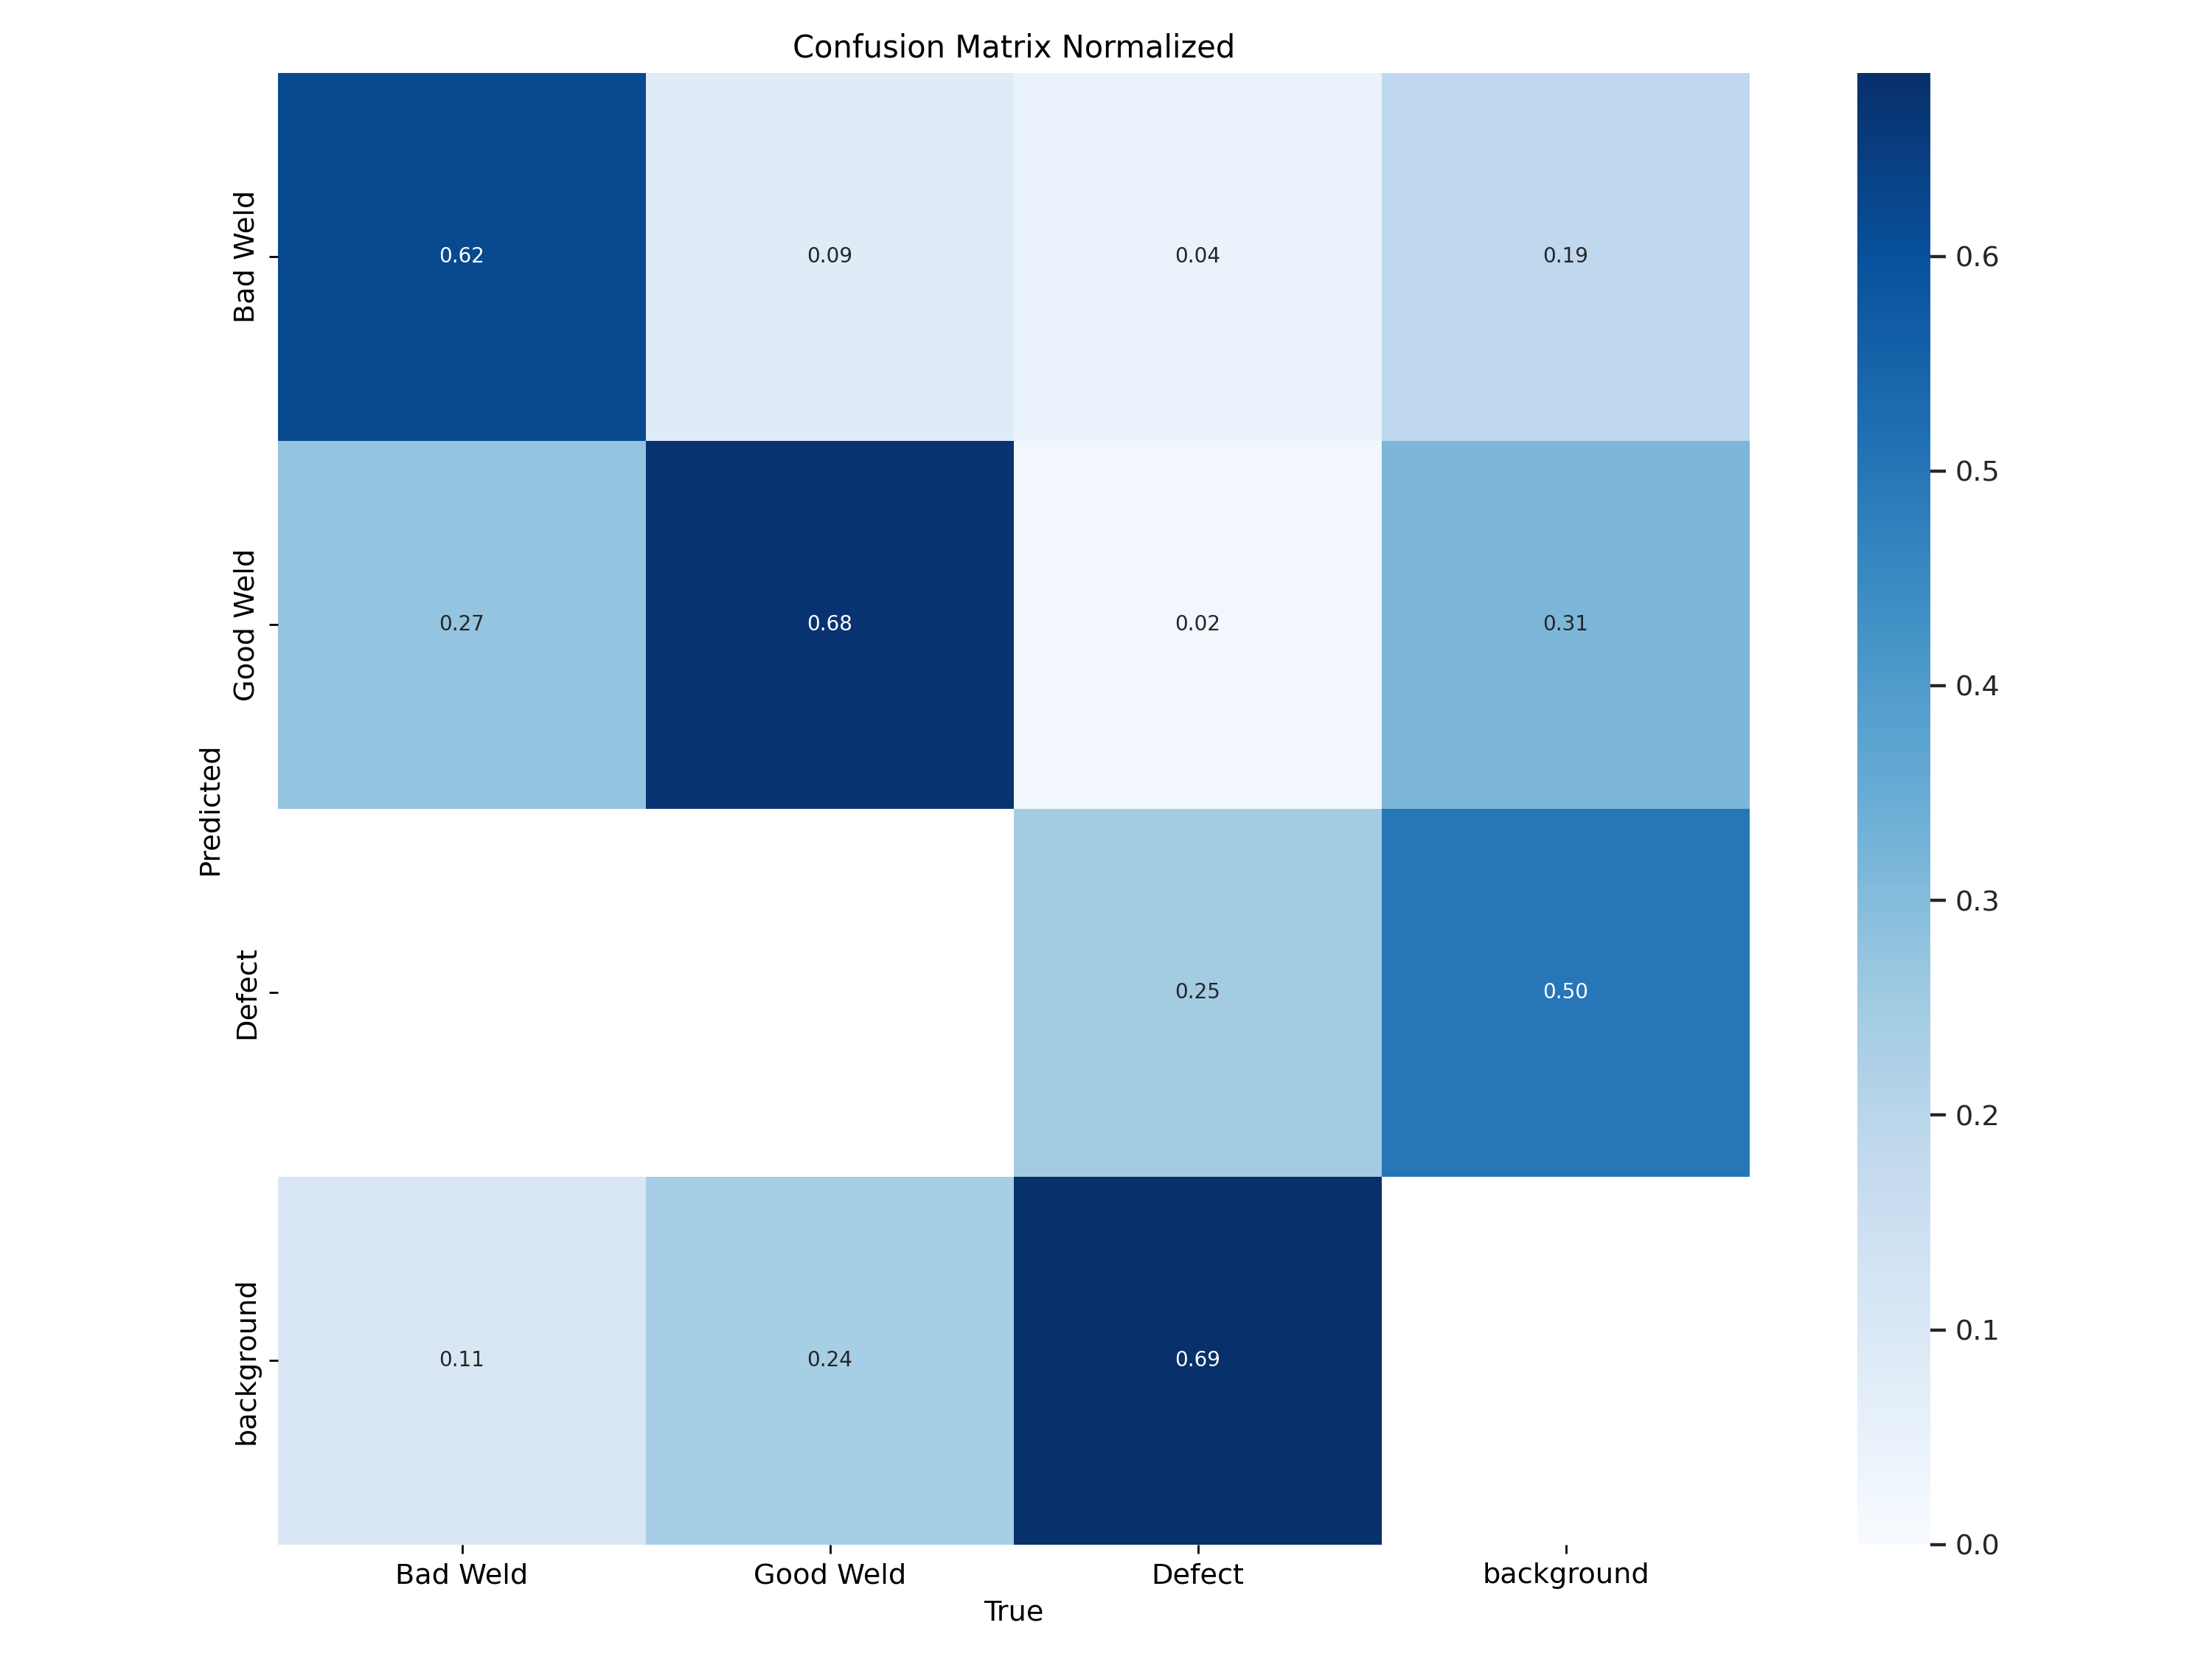 Confusion Matrix Normalized
Predicted
Bad Weld
0.62
0.09
0.04
0.19
Good Weld
0.27
0.68
0.02
0.31
Defect
0.25
0.50
background
0.11
0.24
0.69
Bad Weld
Good Weld
Defect
background
True
0.6
0.5
0.4
0.3
0.2
0.1
0.0